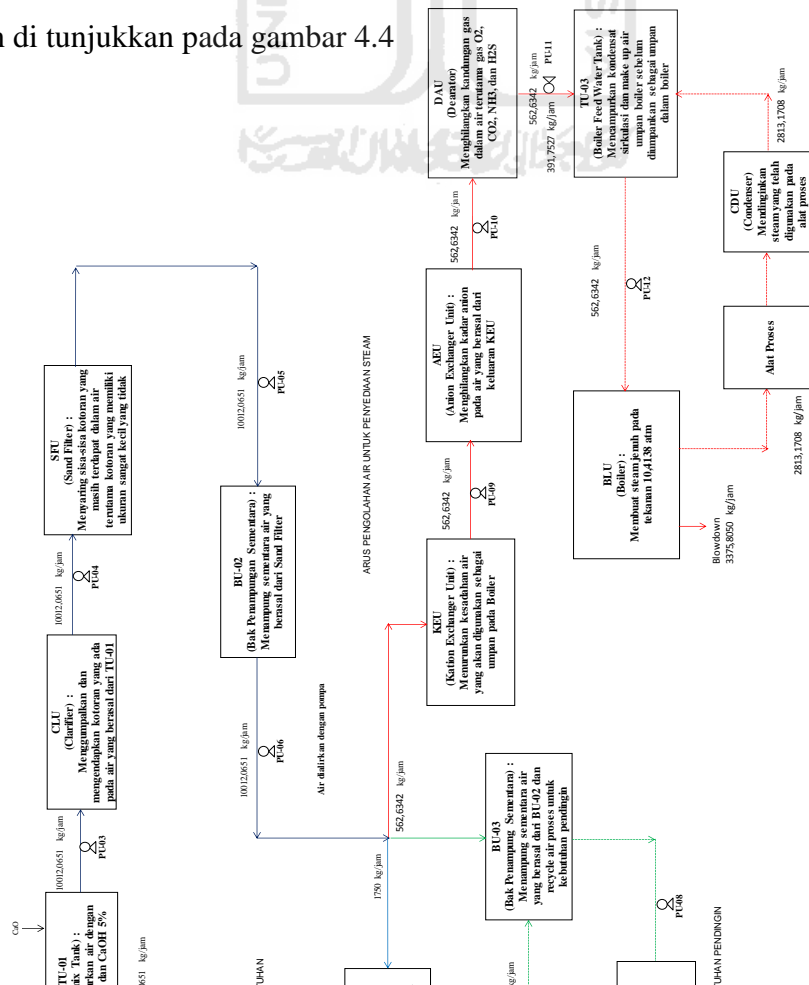 n di tunjukkan pada gambar 4.4
CaO
TU-01
ix Tank) :
rkan air dengan
dan CaOH 5%
0651 kg/jam
10012,0651 kg/jam
PU-03
CLU
(Clarifier) :
Menggumpalkan dan
mengendapkan kotoran yang ada
pada air yang berasal dari TU-01
10012,0651 kg/jam
PU-04
SFU
(Sand Filter) :
Menyaring sisa-sisa kotoran yang
masih terdapat dalam air
terutama kotoran yang memiliki
ukuran sangat kecil yang tidak
10012,0651 kg/jam
PU-05
BU-02
(Bak Penampungan Sementara) :
Menampung sementara air yang
berasal dari Sand Filter
10012,0651 kg/jam
PU-06
Air dialirkan dengan pompa
ARUS PENGOLAHAN AIR UNTUK PENYEDIAAN STEAM
1750 kg/jam
562,6342 kg/jam
KEU
(Kation Exchanger Unit) :
Menurunkan kesadahan air
yang akan digunakan sebagai
umpan pada Boiler
562,6342 kg/jam
PU-09
AEU
(Anion Exchanger Unit) :
Menghilangkan kadar anion
pada air yang berasal dari
keluaran KEU
562,6342 kg/jam
PU-10
DAU
(Dearator)
Menghilangkan kandungan gas
dalam air terutama gas O2,
CO2, NH3, dan H2S
562,6342 kg/jam
PU-11
391,7527 kg/jam
TU-03
(Boiler Feed Water Tank) :
Mencampurkan kondensat
sirkulasi dan make up air
umpan boiler sebelum
diumpankan sebagai umpan
dalam boiler
562,6342 kg/jam
PU-12
BLU
(Boiler) :
Membuat steam jenuh pada
tekanan 10,4138 atm
Blowdown
3375,8050 kg/jam
2813,1708 kg/jam
Alat Proses
CDU
(Condenser)
Mendinginkan
steam yang telah
digunakan pada
alat proses
2813,1708 kg/jam
BU-03
(Bak Penampung Sementara) :
Menampung sementara air
yang berasal dari BU-02 dan
recycle air proses untuk
kebutuhan pendingin
PU-08
kg/jam
TUHAN
TUHAN PENDINGIN